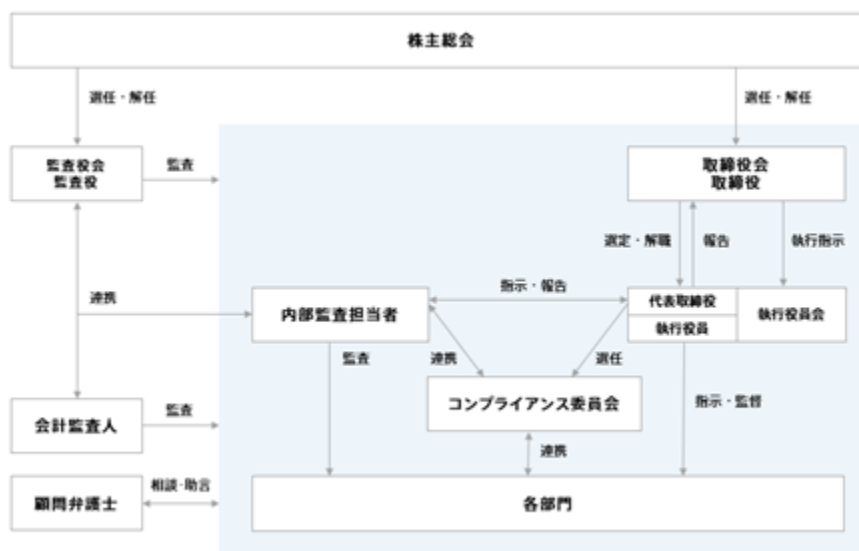 株主総会
選任・解任
選任・解任
監査役会
監査役
監査
取締役会
取締役
選定・解職
報告
執行指示
連携
内部監査担当者
指示・報告
代表取締役
執行役員
執行役員会
監査
連携
選任
コンプライアンス委員会
指示・監督
会計監査人
監査
連携
顧問弁護士
相談・助言
各部門